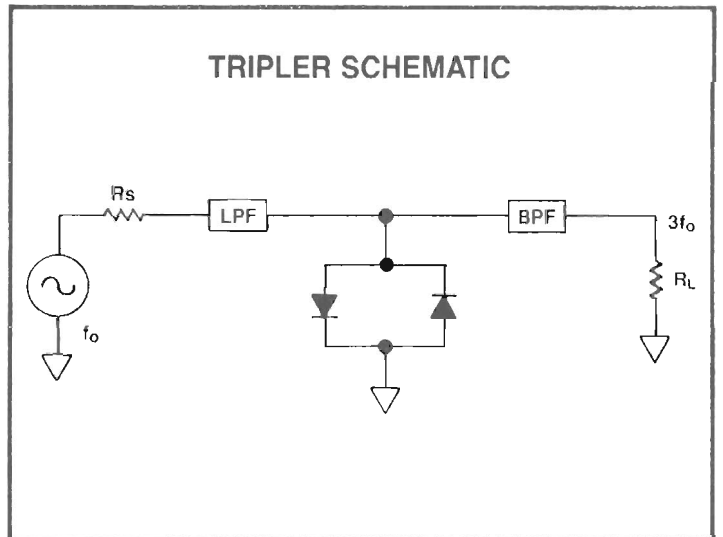 TRIPLER SCHEMATIC
Rs
LPF
BPF
3fo
RL
fo